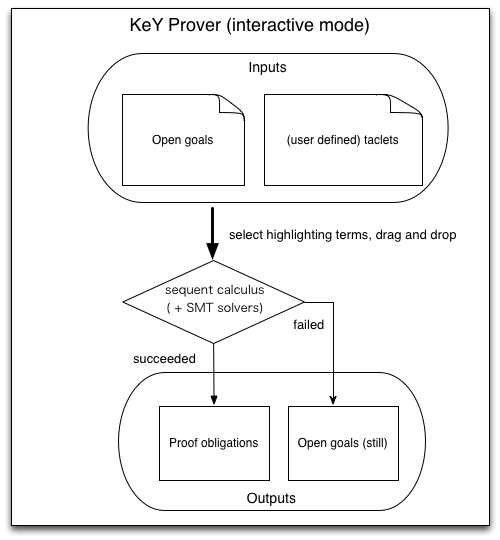 KeY Prover (interactive mode)
Inputs
Open goals
(user defined) taclets
select highlighting terms, drag and drop
sequent calculus
( + SMT solvers)
failed
succeeded
Proof obligations
Open goals (still)
Outputs